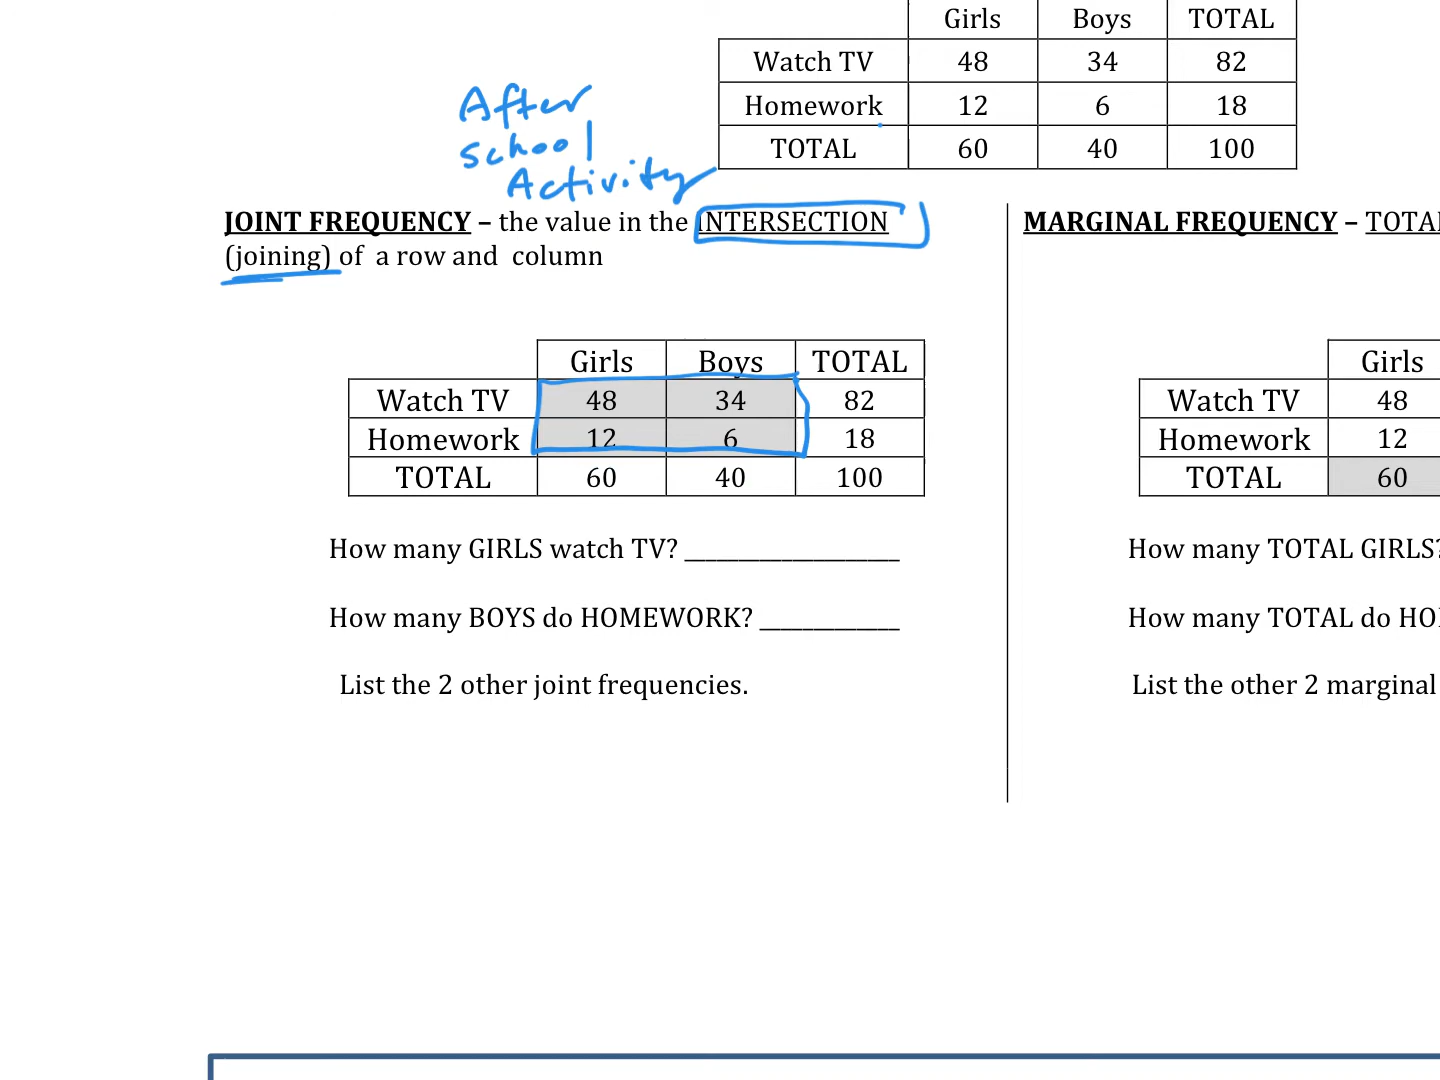 Girls Boys TOTAL
Watch TV 48 34 82
Homework 12 6 18
TOTAL 60 40 100
After
school
Activity
JOINT FREQUENCY – the value in the INTERSECTION
(joining) of a row and column
Girls Boys TOTAL
Watch TV 48 34 82
Homework 12 6 18
TOTAL 60 40 100
How many GIRLS watch TV? ____________________
How many BOYS do HOMEWORK? _____________
List the 2 other joint frequencies.
MARGINAL FREQUENCY – TOTAL
Girls
Watch TV 48
Homework 12
TOTAL 60
How many TOTAL GIRLS?
How many TOTAL do HO
List the other 2 marginal